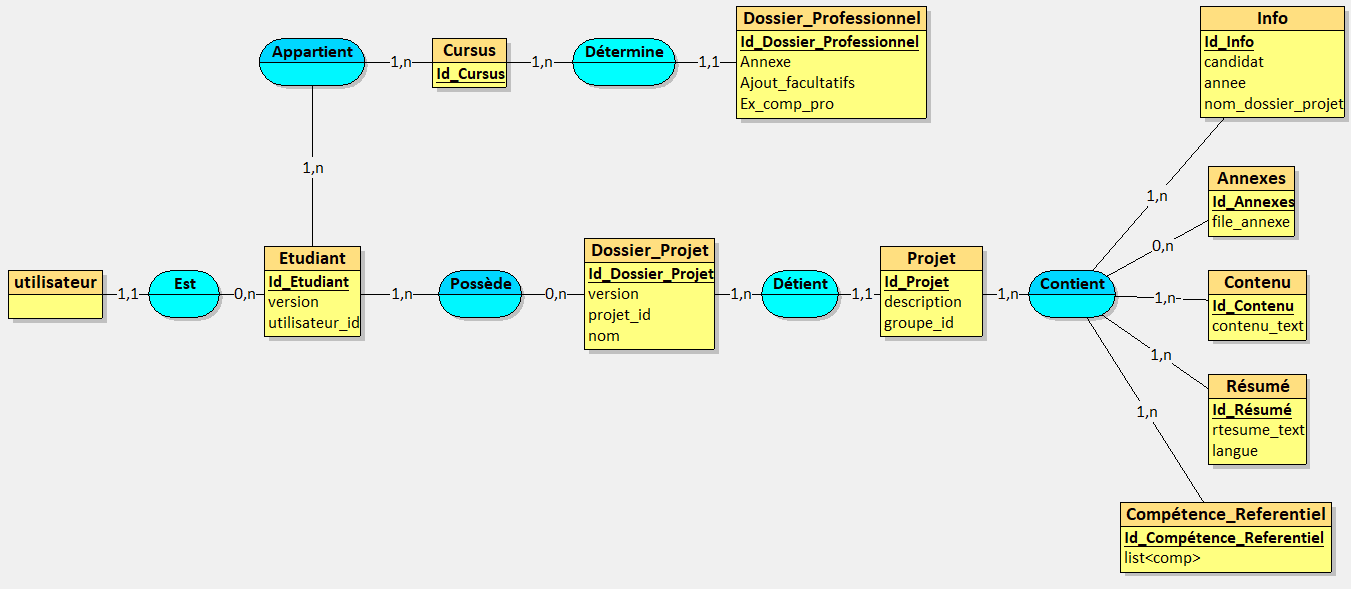 Appartient
1,n
Cursus
Id_Cursus
1,n
Détermine
1,1
Dossier_Professionnel
Id_Dossier_Professionnel
Annexe
Ajout_facultatifs
Ex_comp_pro
Info
Id_Info
candidat
annee
nom_dossier_projet
1,n
1,n
Annexes
Id_Annexes
file_annexe
0,n
utilisateur
1,1
Est
0,n
Etudiant
Id_Etudiant
version
utilisateur_id
1,n
Possède
0,n
Dossier_Projet
Id_Dossier_Projet
version
projet_id
nom
1,n
Détient
1,1
Projet
Id_Projet
description
groupe_id
1,n
Contient
1,n
Contenu
Id_Contenu
contenu_text
1,n
Résumé
Id_Résumé
rtesume_text
langue
1,n
Compétence_Referentiel
Id_Compétence_Referentiel
list<comp>